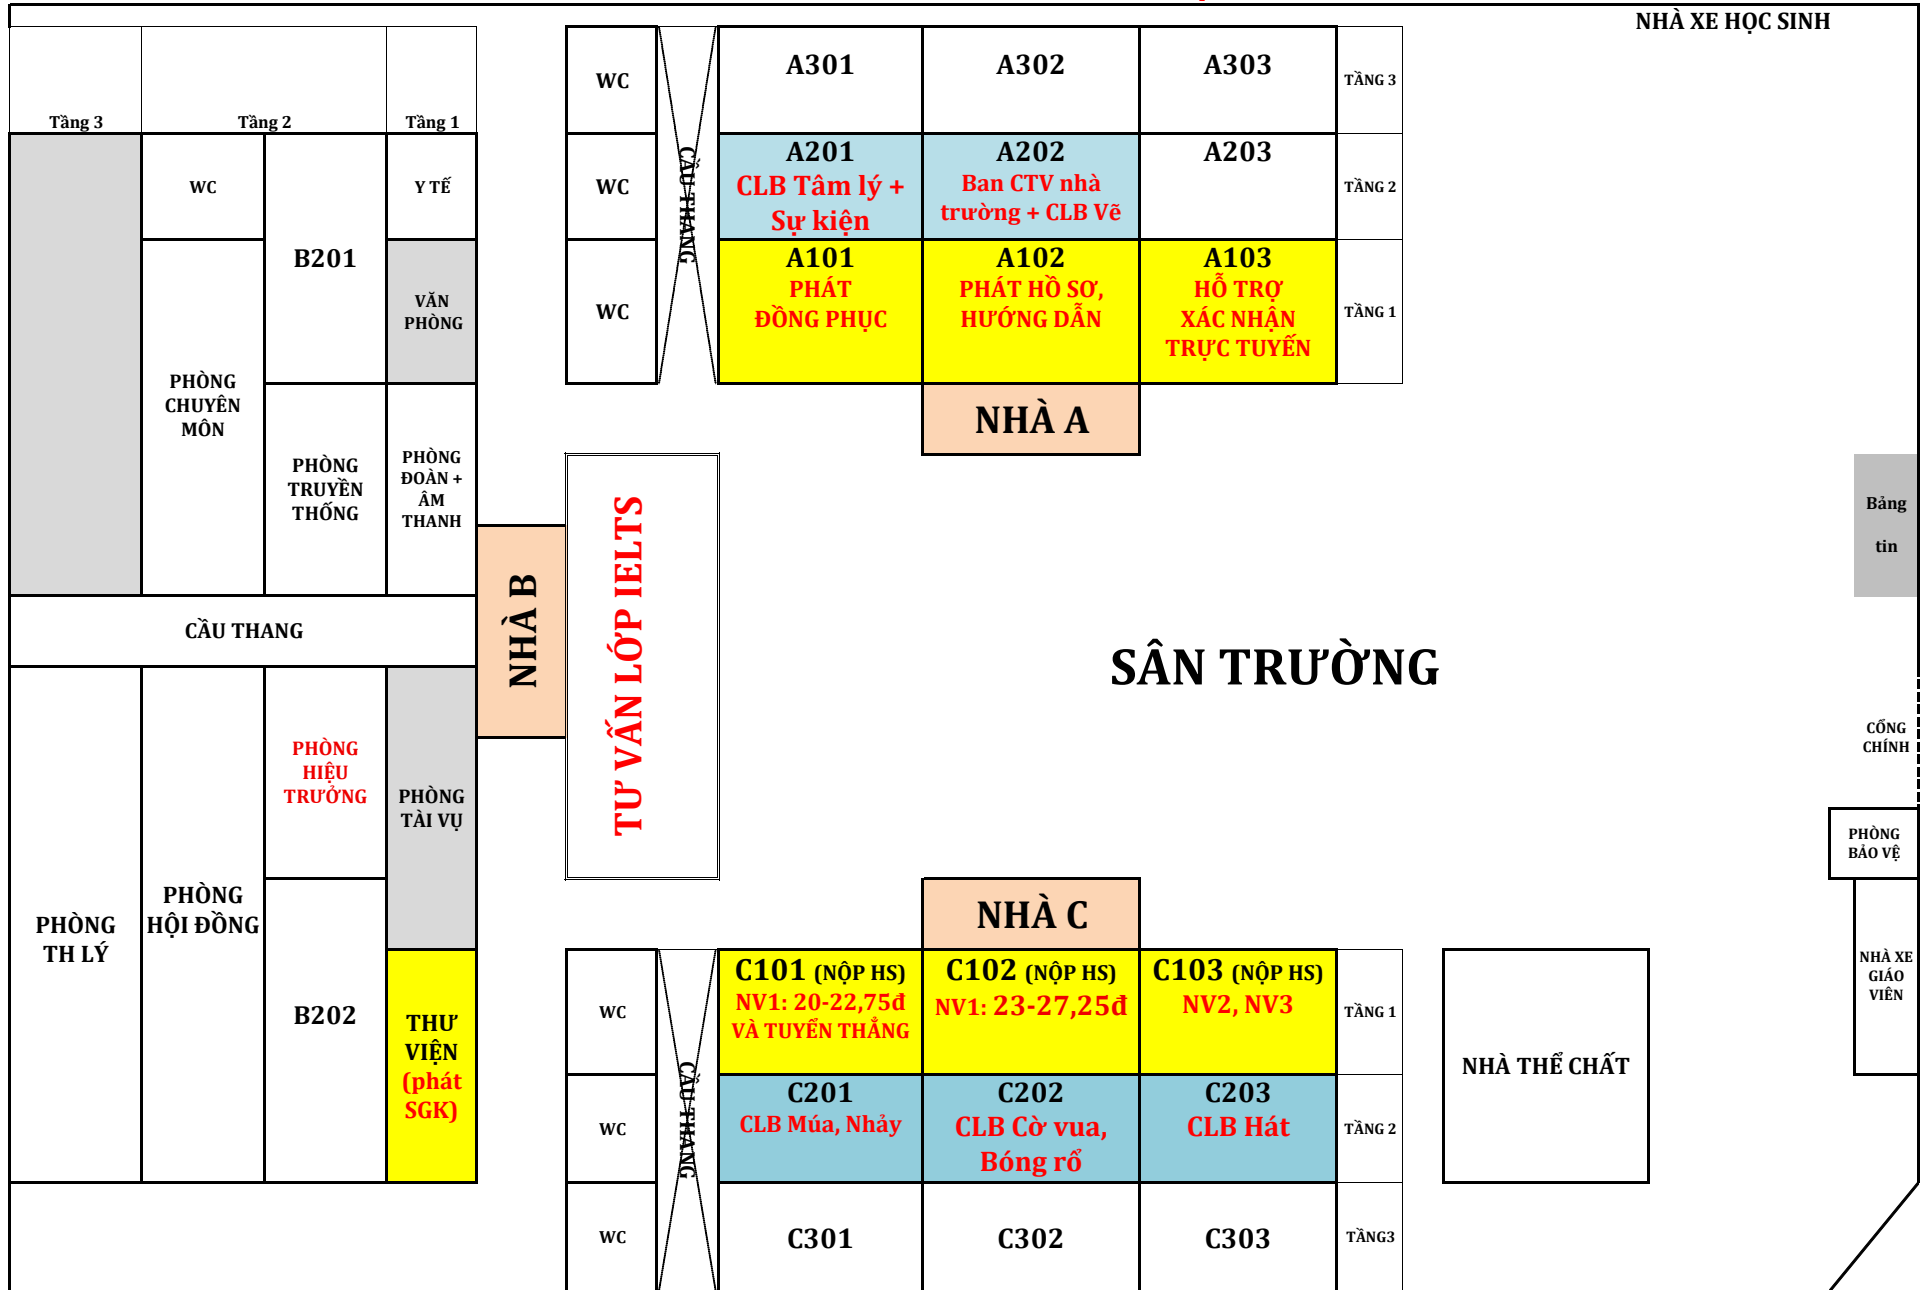 NHÀ XE HỌC SINH
WC
A301
A302
A303
TẦNG 3
Tầng 3
Tầng 2
Tầng 1
WC
B201
Y TẾ
WC
CẦU THANG
A201
CLB Tâm lý +
Sự kiện
A202
Ban CTV nhà
trường + CLB Vẽ
A203
TẦNG 2
VĂN
PHÒNG
WC
A101
PHÁT
ĐỒNG PHỤC
A102
PHÁT HỒ SƠ,
HƯỚNG DẪN
A103
HỖ TRỢ
XÁC NHẬN
TRỰC TUYẾN
TẦNG 1
PHÒNG
CHUYÊN
MÔN
NHÀ A
PHÒNG
TRUYỀN
THỐNG
PHÒNG
ĐOÀN +
ÂM
THANH
Bảng
tin
NHÀ B
TƯ VẤN LỚP IELTS
CẦU THANG
SÂN TRƯỜNG
PHÒNG
HIỆU
TRƯỞNG
PHÒNG
TÀI VỤ
CỔNG
CHÍNH
PHÒNG
BẢO VỆ
PHÒNG
TH LÝ
PHÒNG
HỘI ĐỒNG
NHÀ C
B202
THƯ
VIỆN
(phát
SGK)
WC
CẦU THANG
C101 (NỘP HS)
NV1: 20-22,75đ
VÀ TUYỂN THẲNG
C102 (NỘP HS)
NV1: 23-27,25đ
C103 (NỘP HS)
NV2, NV3
TẦNG 1
NHÀ XE
GIÁO
VIÊN
NHÀ THỂ CHẤT
WC
C201
CLB Múa, Nhảy
C202
CLB Cờ vua,
Bóng rổ
C203
CLB Hát
TẦNG 2
WC
C301
C302
C303
TẦNG3